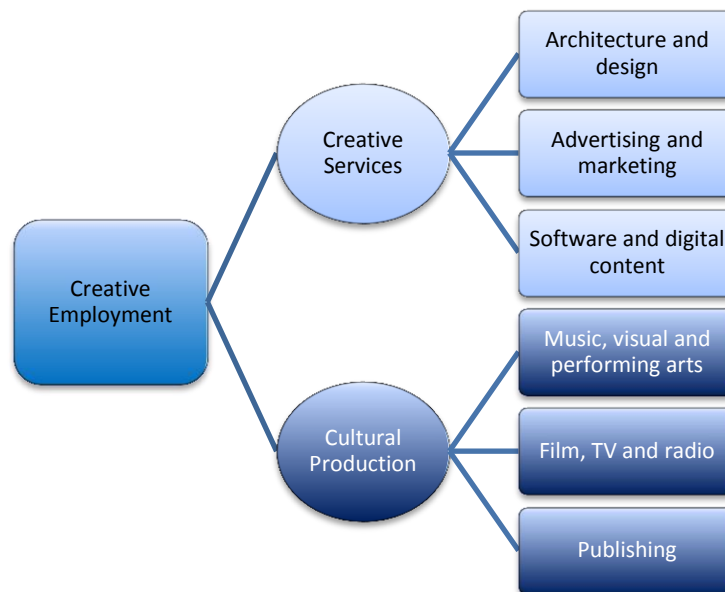 Creative
Employment
Creative
Services
Architecture and
design
Advertising and
marketing
Software and digital
content
Cultural
Production
Music, visual and
performing arts
Film, TV and radio
Publishing